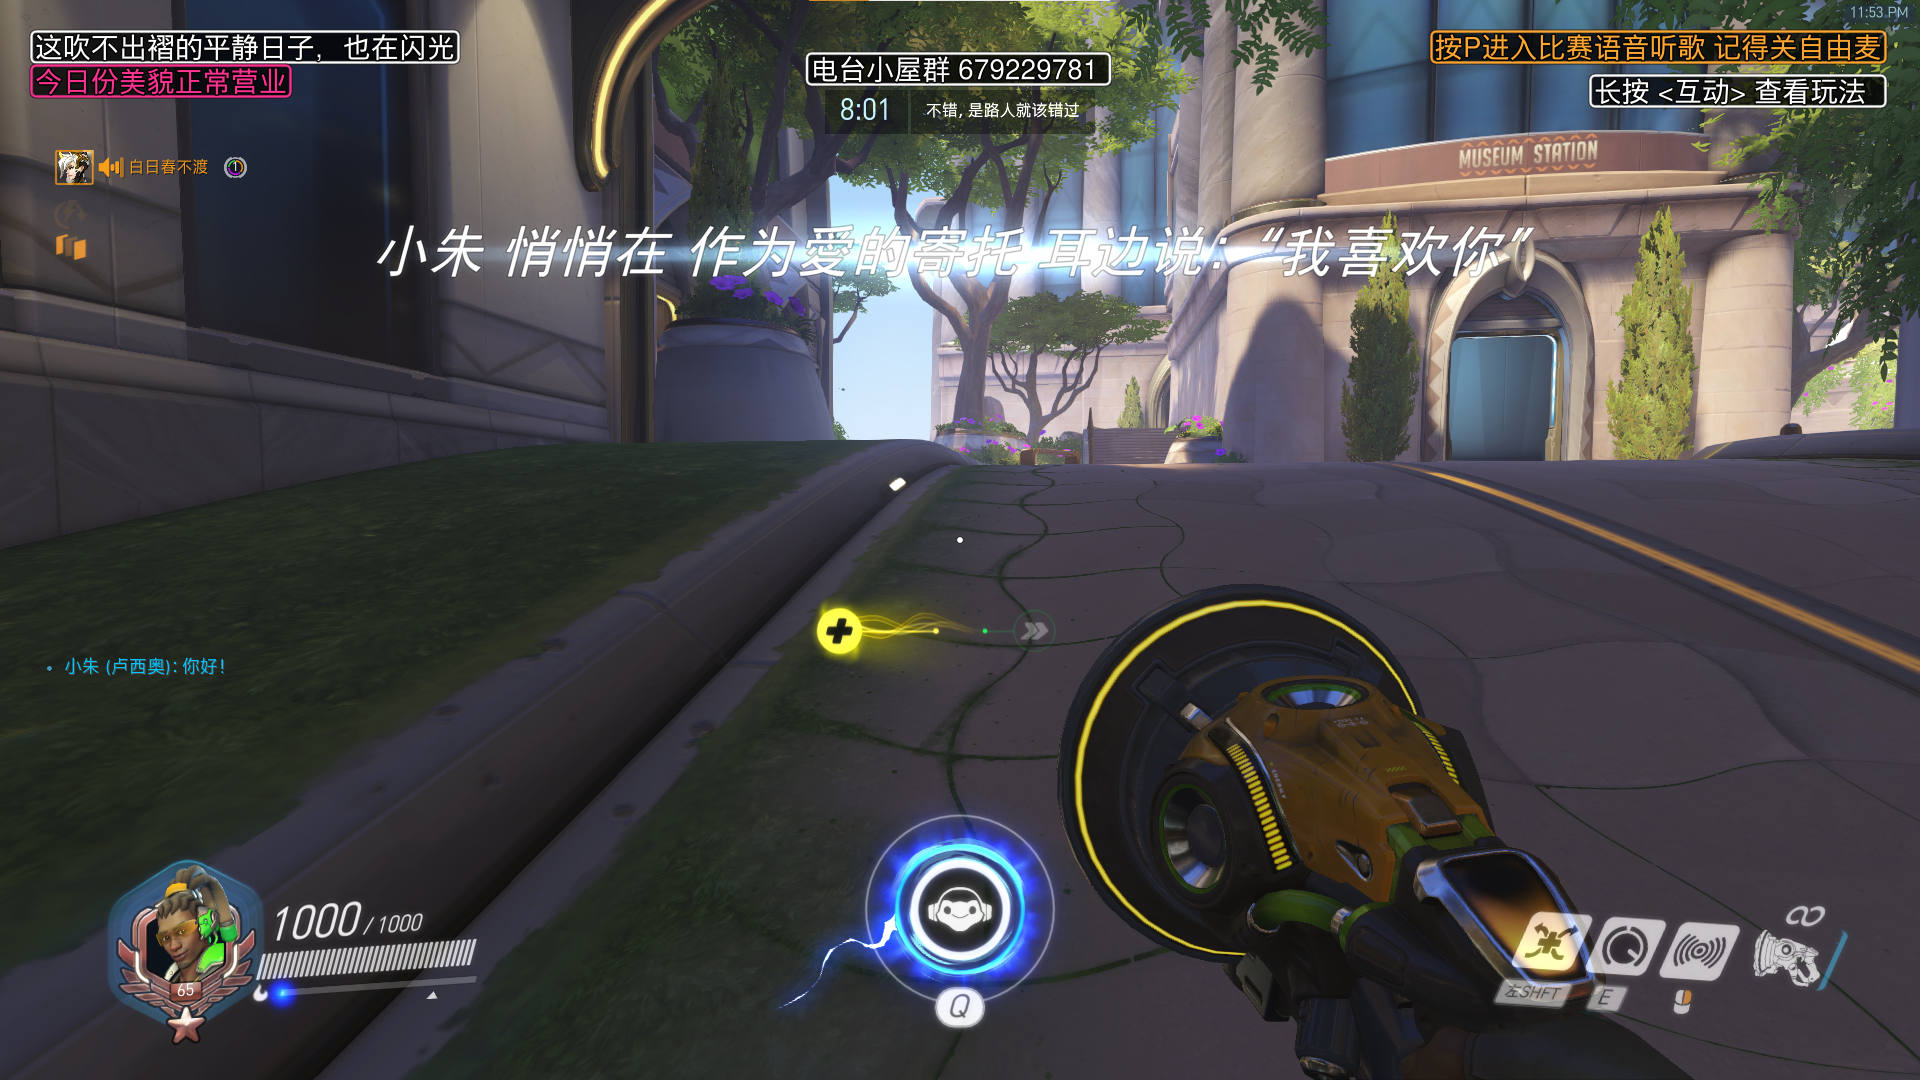 11:53 PM
这吹不出褶的平静日子，也在闪光
今日份美貌正常营业
电台小屋群 679229781
8:01 不错, 是路人就该错过
按P进入比赛语音听歌 记得关自由麦
长按 <互动> 查看玩法
MUSEUM STATION
白日春不渡
1
小朱 悄悄在 作为愛的寄托 耳边说: “我喜欢你”
小朱 (卢西奥): 你好!
1000 / 1000
65
Q
左SHIFT
E